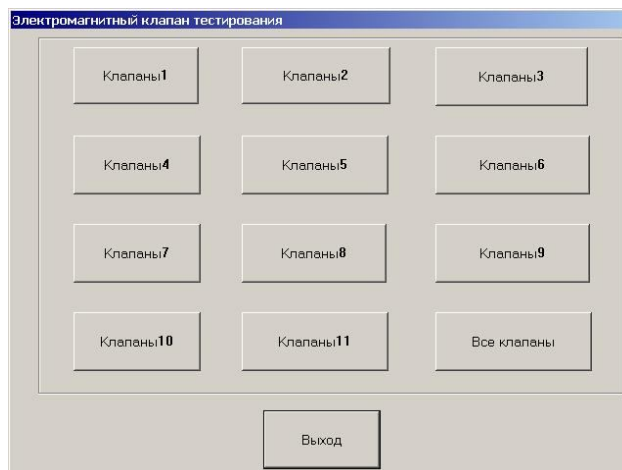 Электромагнитный клапан тестирования
Клапаны1 Клапаны2 Клапаны3
Клапаны4 Клапаны5 Клапаны6
Клапаны7 Клапаны8 Клапаны9
Клапаны10 Клапаны11 Все клапаны
Выход